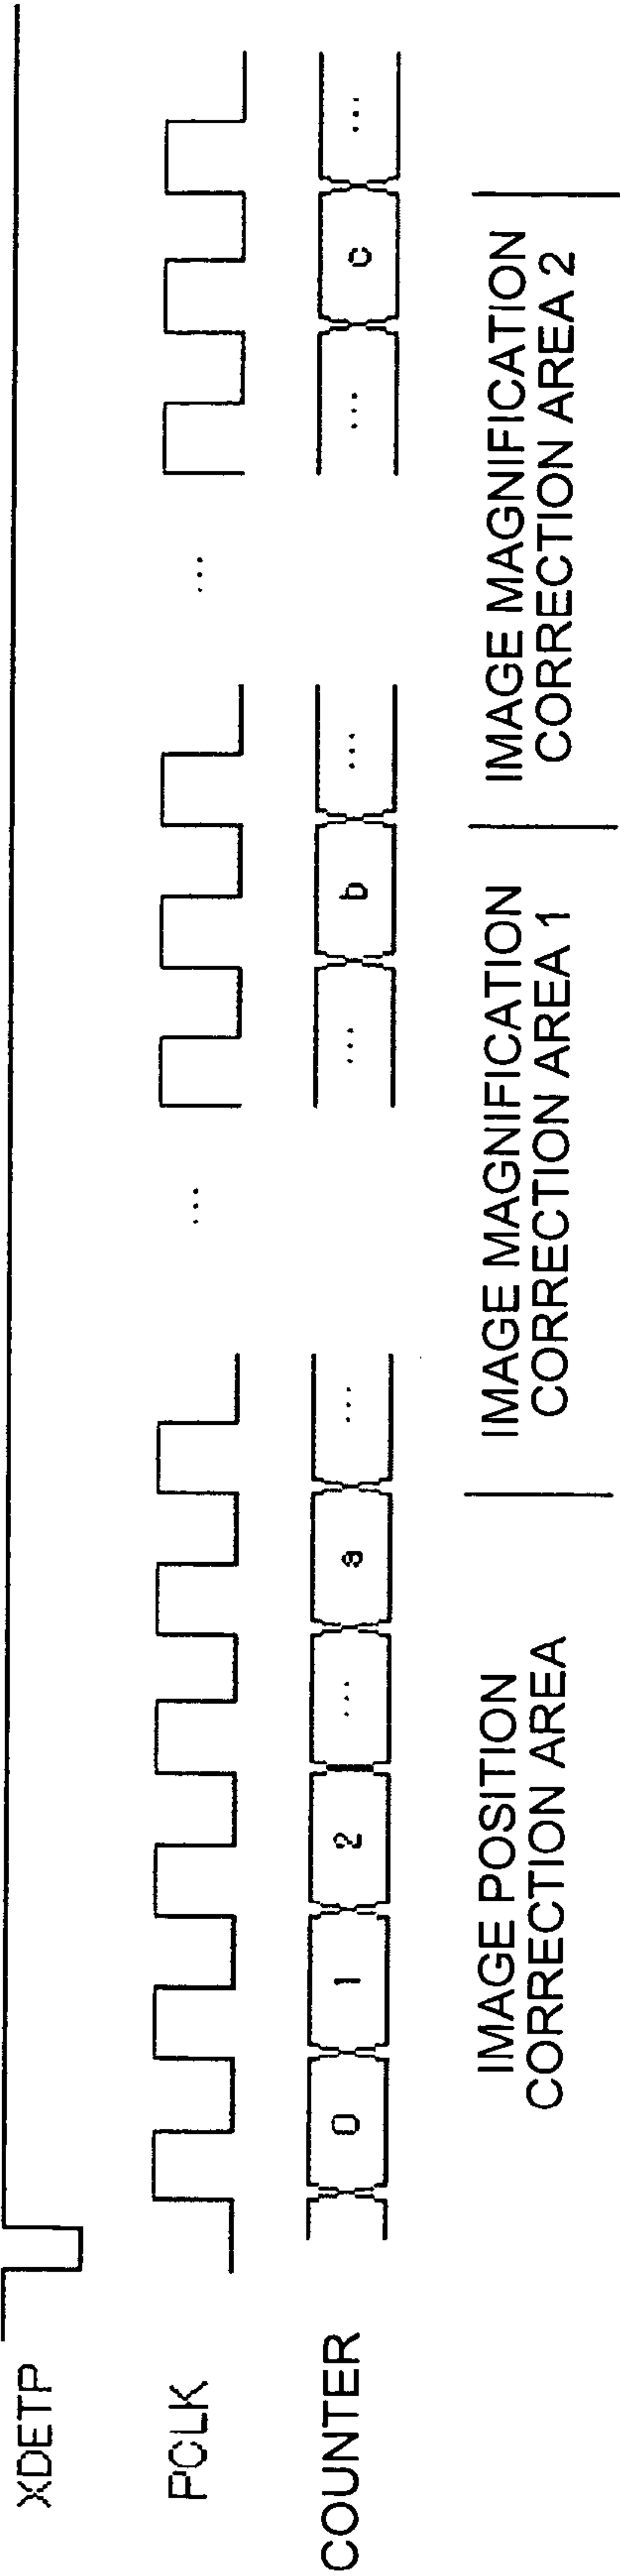 XDETP
PCLK
... ...
COUNTER
0 1 2 ... a ... ... b ... ... c ...
IMAGE POSITION
CORRECTION AREA
IMAGE MAGNIFICATION
CORRECTION AREA 1
IMAGE MAGNIFICATION
CORRECTION AREA 2